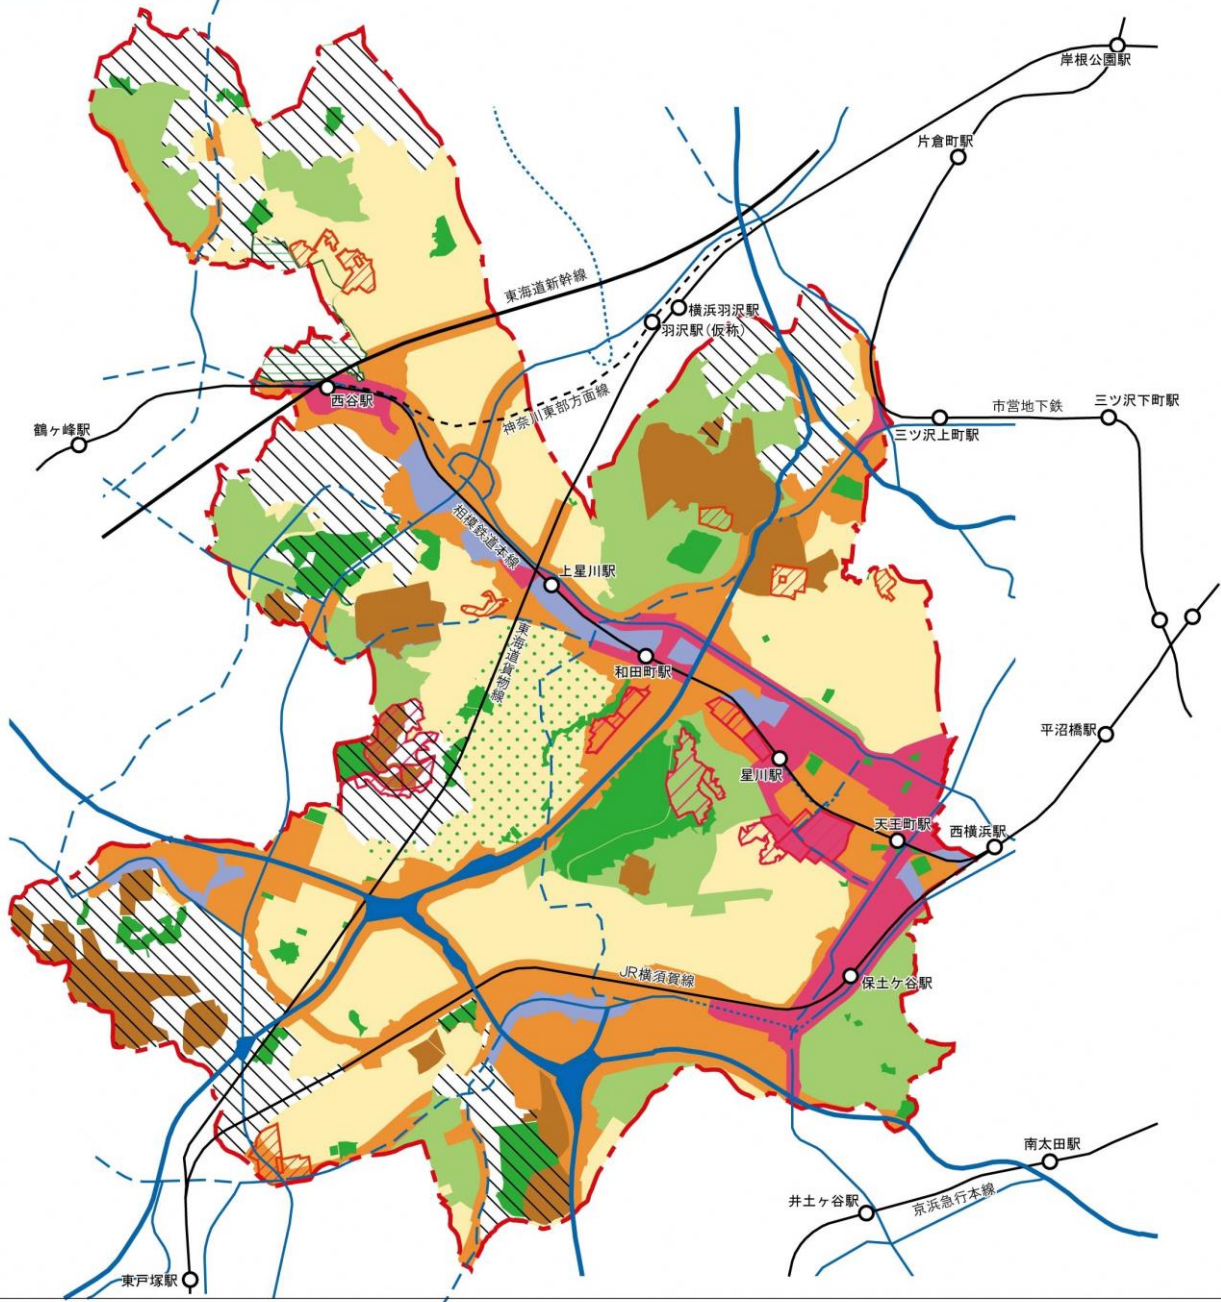 岸根公園駅
片倉町駅
東海道新幹線
横浜羽沢駅
羽沢駅(仮称)
西谷駅
神奈川東部方面線
市営地下鉄
三ツ沢下町駅
三ツ沢上町駅
鶴ヶ峰駅
相模鉄道本線
上星川駅
東海道貨物線
和田町駅
平沼橋駅
星川駅
天王町駅
西横浜駅
JR横須賀線
保土ケ谷駅
南太田駅
井土ヶ谷駅
京浜急行本線
東戸塚駅